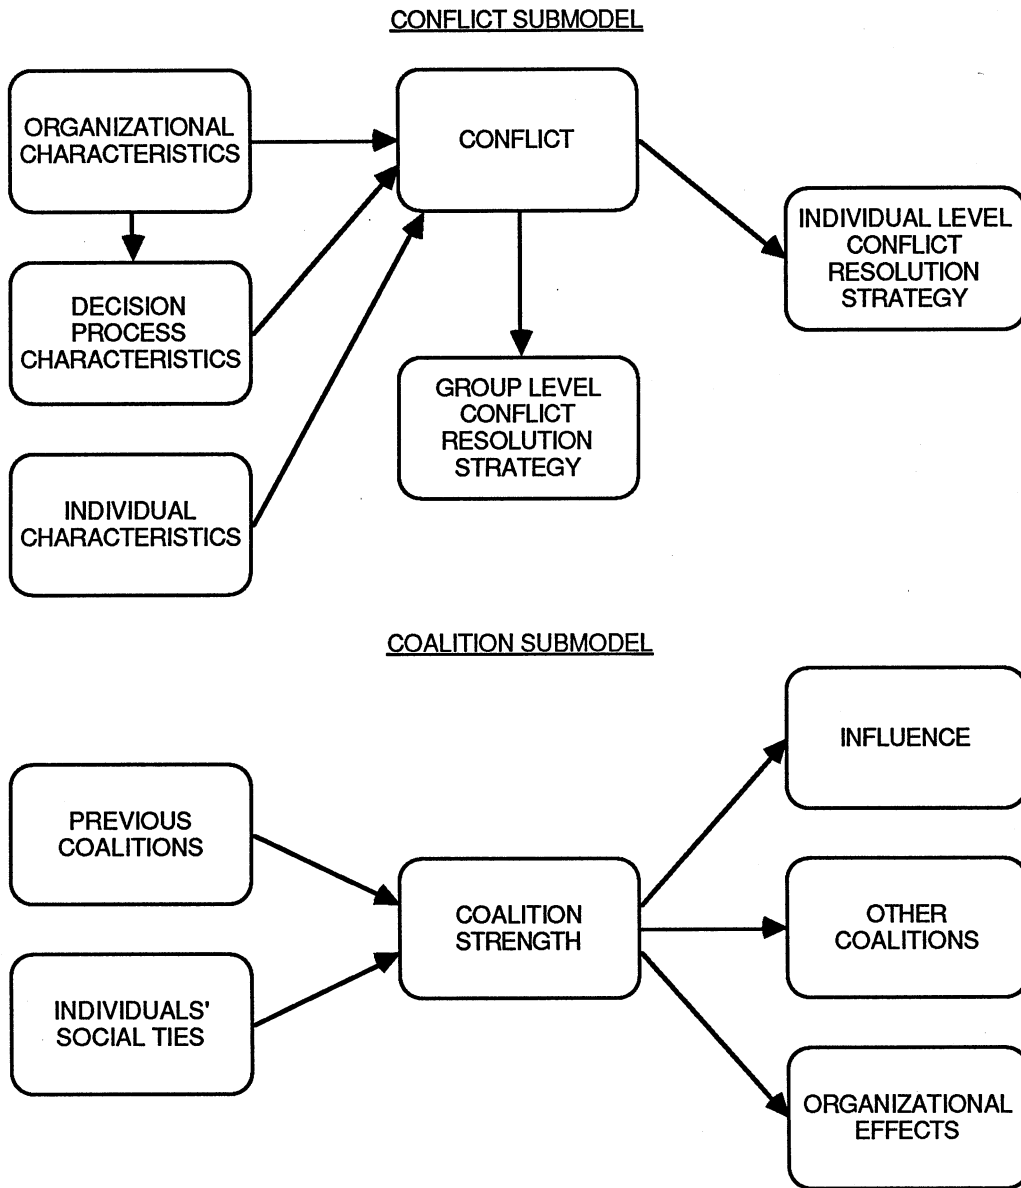 CONFLICT SUBMODEL
ORGANIZATIONAL
CHARACTERISTICS
CONFLICT
INDIVIDUAL LEVEL
CONFLICT
RESOLUTION
STRATEGY
DECISION
PROCESS
CHARACTERISTICS
GROUP LEVEL
CONFLICT
RESOLUTION
STRATEGY
INDIVIDUAL
CHARACTERISTICS
COALITION SUBMODEL
INFLUENCE
PREVIOUS
COALITIONS
COALITION
STRENGTH
OTHER
COALITIONS
INDIVIDUALS'
SOCIAL TIES
ORGANIZATIONAL
EFFECTS